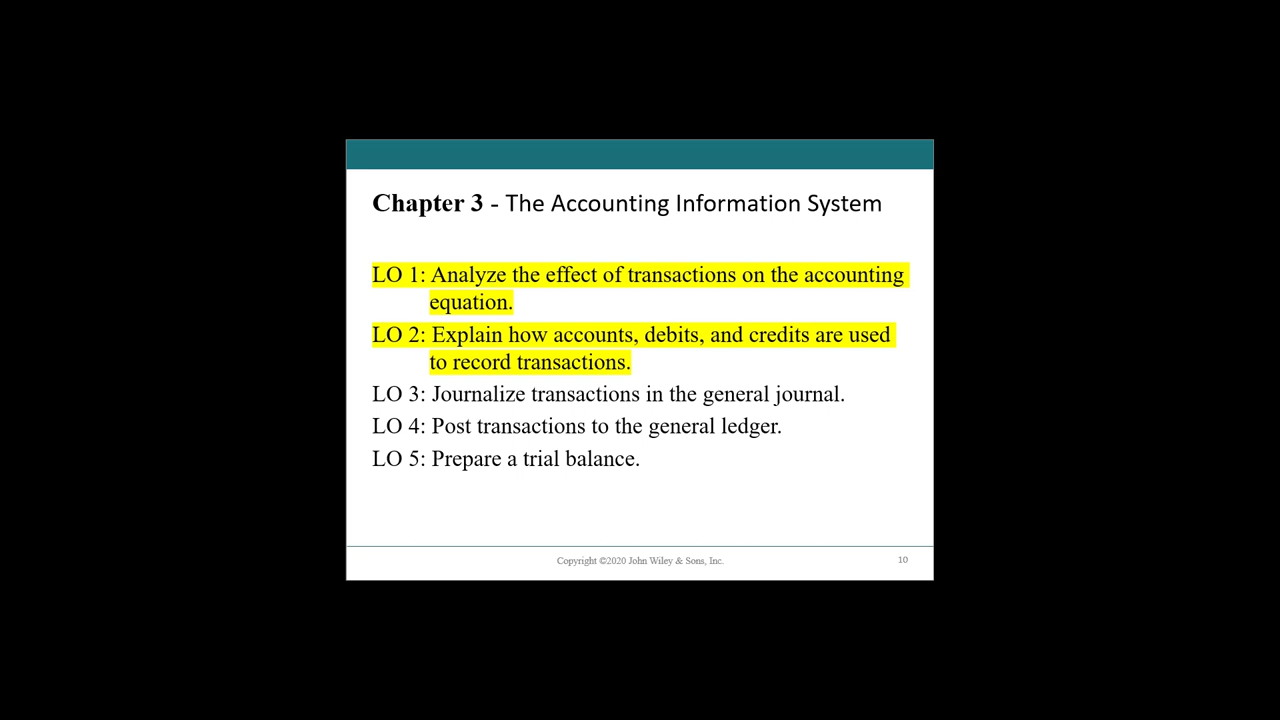 Chapter 3 - The Accounting Information System
LO 1: Analyze the effect of transactions on the accounting
equation.
LO 2: Explain how accounts, debits, and credits are used
to record transactions.
LO 3: Journalize transactions in the general journal.
LO 4: Post transactions to the general ledger.
LO 5: Prepare a trial balance.
Copyright ©2020 John Wiley & Sons, Inc.
10